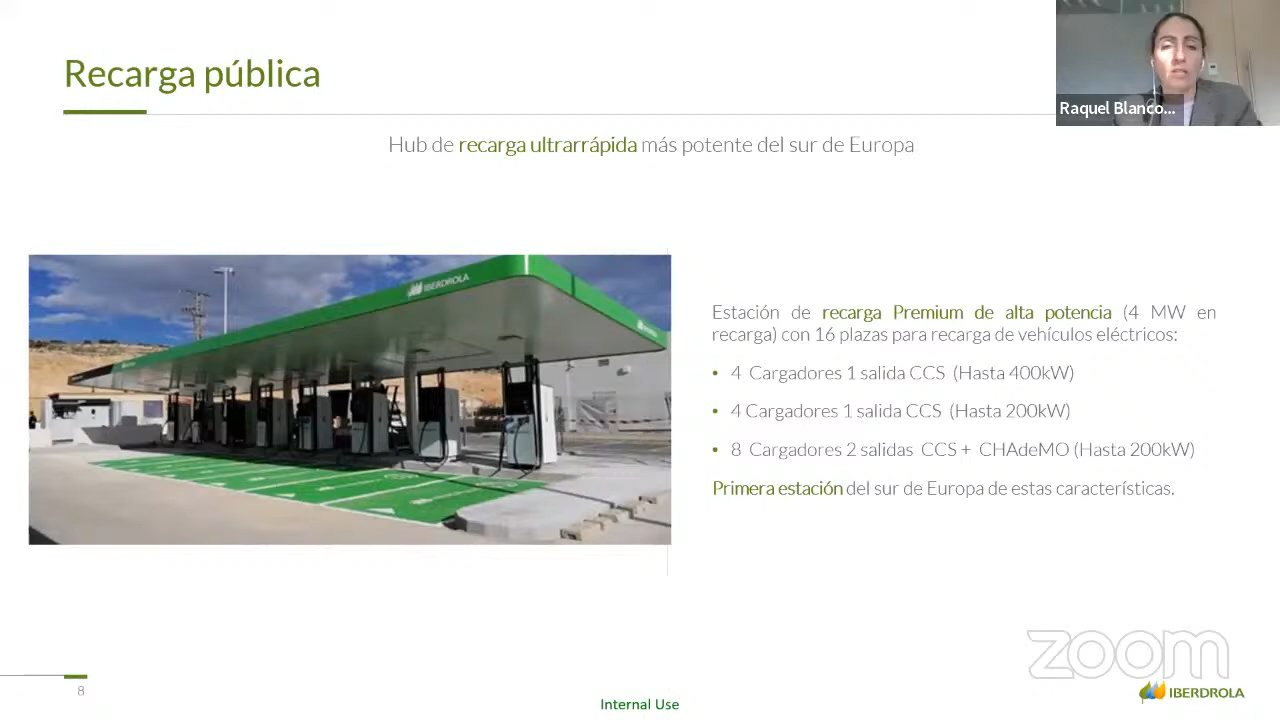 Recarga pública
Raquel Blanco...
Hub de recarga ultrarrápida más potente del sur de Europa
IBERDROLA
Estación de recarga Premium de alta potencia (4 MW en
recarga) con 16 plazas para recarga de vehículos eléctricos:
• 4 Cargadores 1 salida CCS (Hasta 400kW)
• 4 Cargadores 1 salida CCS (Hasta 200kW)
• 8 Cargadores 2 salidas CCS + CHAdeMO (Hasta 200kW)
Primera estación del sur de Europa de estas características.
zoom
IBERDROLA
8
Internal Use